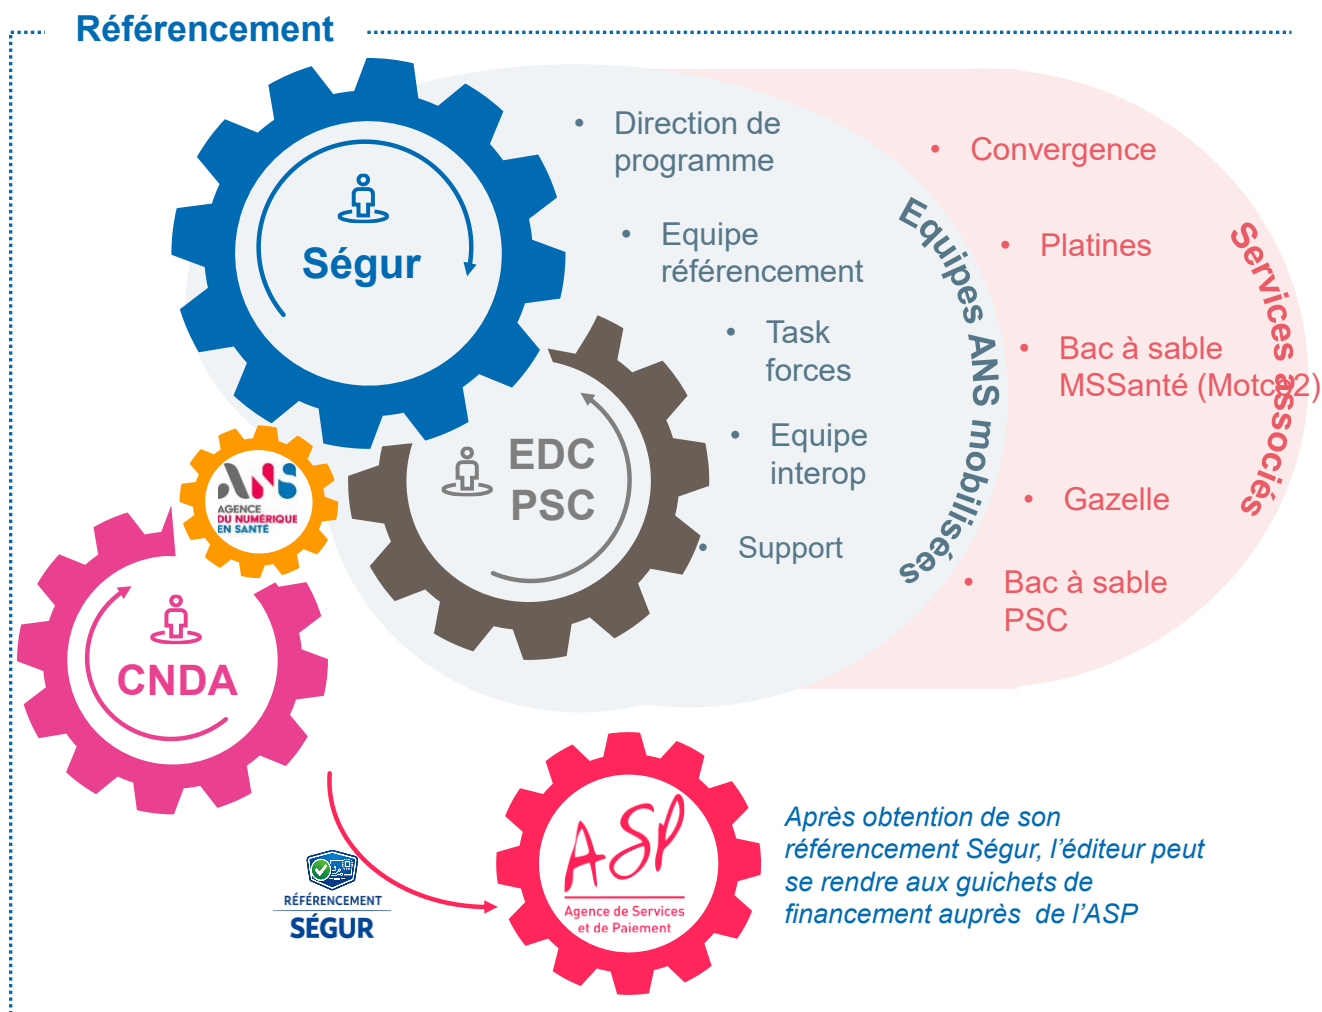 Référencement
Ségur
• Direction de
programme
• Equipe
référencement
• Task
forces
• Equipe
interop
• Support
Equipes ANS mobilisées
• Convergence
• Platines
• Bac à sable
MSSanté (Motco2)
• Gazelle
• Bac à sable
PSC
Services associés
EDC
PSC
ANS
AGENCE
DU NUMÉRIQUE
EN SANTÉ
CNDA
RÉFÉRENCEMENT
SÉGUR
ASP
Agence de Services
et de Paiement
Après obtention de son
référencement Ségur, l’éditeur peut
se rendre aux guichets de
financement auprès de l’ASP